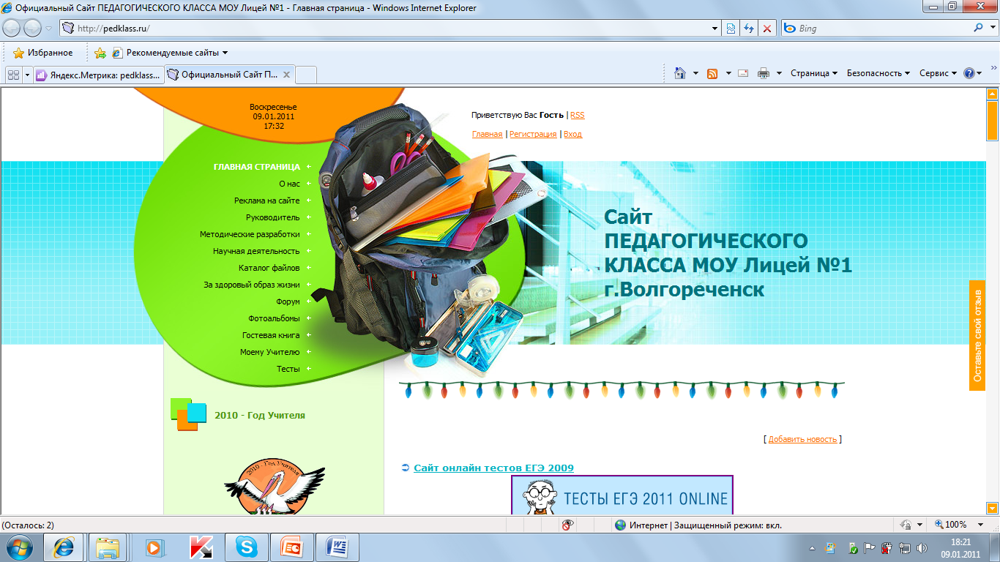 Официальный Сайт ПЕДАГОГИЧЕСКОГО КЛАССА МОУ Лицей №1 - Главная страница - Windows Internet Explorer
http://pedklass.ru/
Bing
Избранное
Рекомендуемые сайты
Яндекс.Метрика: pedklass...
Официальный Сайт П...
Страница
Безопасность
Сервис
Воскресенье
09.01.2011
17:32
Приветствую Вас Гость | RSS
Главная | Регистрация | Вход
ГЛАВНАЯ СТРАНИЦА
О нас
Реклама на сайте
Руководитель
Методические разработки
Научная деятельность
Каталог файлов
За здоровый образ жизни
Форум
Фотоальбомы
Гостевая книга
Моему Учителю
Тесты
Сайт
ПЕДАГОГИЧЕСКОГО
КЛАССА МОУ Лицей №1
г.Волгореченск
Оставьте свой отзыв
2010 - Год Учителя
2010 - Год Учителя
[ Добавить новость ]
Сайт онлайн тестов ЕГЭ 2009
ТЕСТЫ ЕГЭ 2011 ONLINE
(Осталось: 2)
Интернет | Защищенный режим: вкл.
100%
18:21
09.01.2011